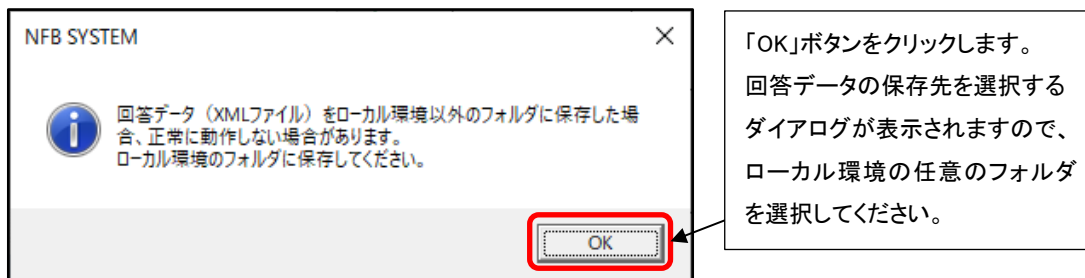 NFB SYSTEM
回答データ（XMLファイル）をローカル環境以外のフォルダに保存した場
合、正常に動作しない場合があります。
ローカル環境のフォルダに保存してください。
OK
「OK」ボタンをクリックします。
回答データの保存先を選択する
ダイアログが表示されますので、
ローカル環境の任意のフォルダ
を選択してください。